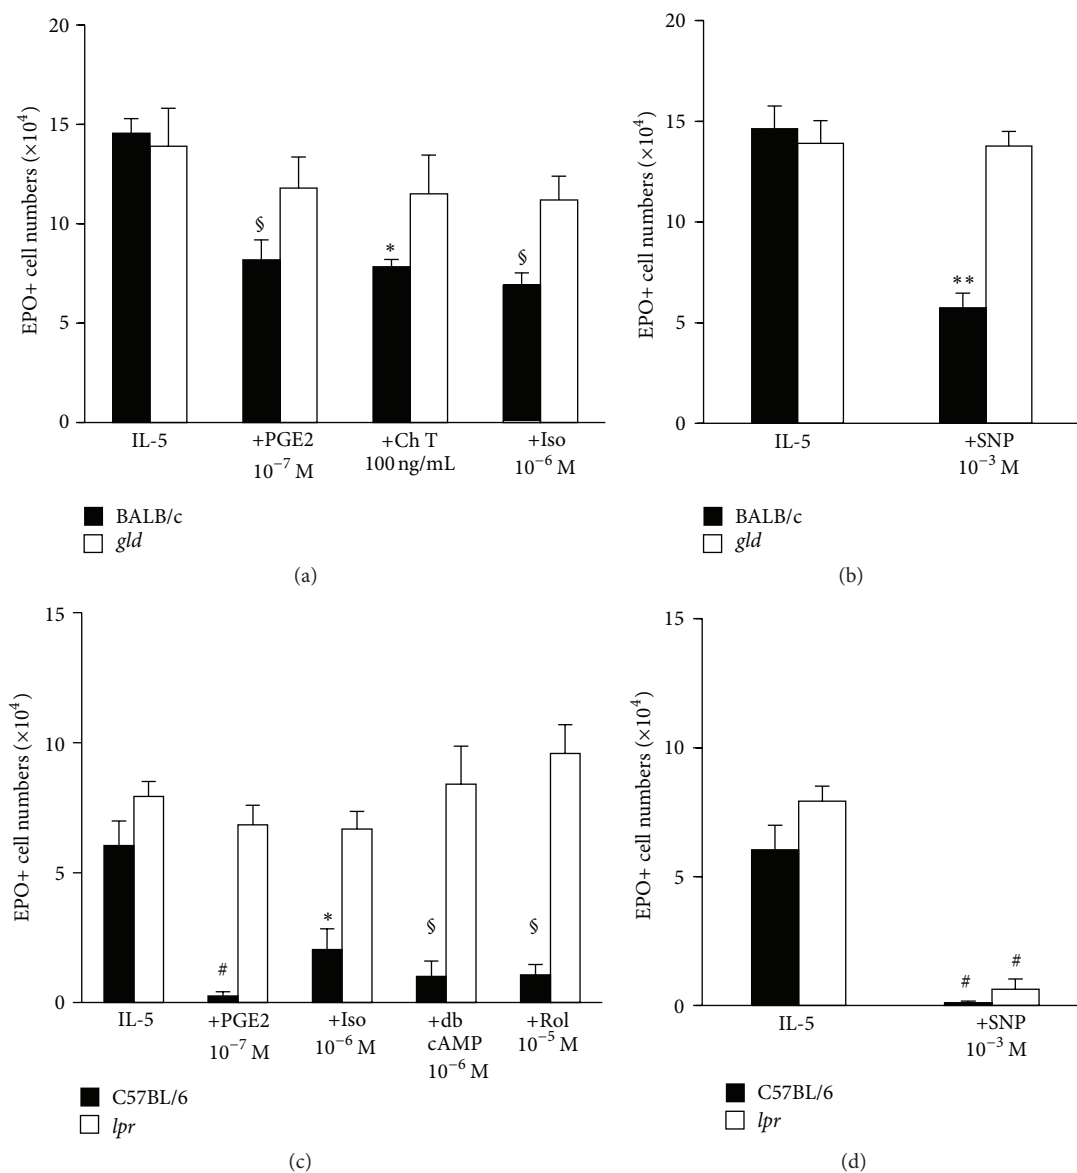 20
15
10
5
0
EPO+ cell numbers (×10⁴)
§
*
§
IL-5
+PGE2
+Ch T
+Iso
10⁻⁷ M
100 ng/mL
10⁻⁶ M
BALB/c
gld
(a)
20
15
10
5
0
EPO+ cell numbers (×10⁴)
**
IL-5
+SNP
10⁻³ M
BALB/c
gld
(b)
15
10
5
0
EPO+ cell numbers (×10⁴)
#
*
§
§
IL-5
+PGE2
+Iso
+db
+Rol
10⁻⁷ M
10⁻⁶ M
cAMP
10⁻⁵ M
10⁻⁶ M
C57BL/6
lpr
(c)
15
10
5
0
EPO+ cell numbers (×10⁴)
#
#
IL-5
+SNP
10⁻³ M
C57BL/6
lpr
(d)